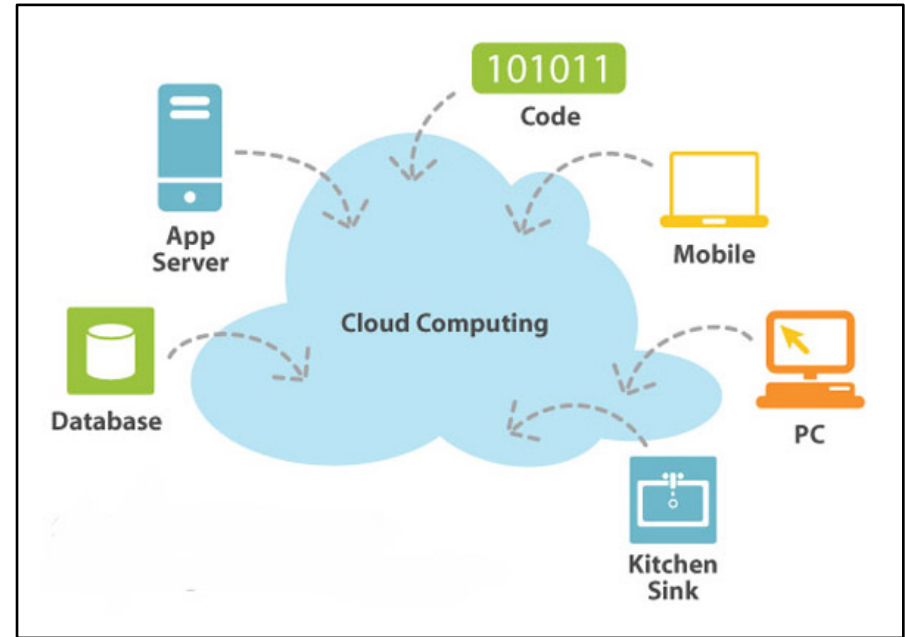 101011
Code
App
Server
Mobile
Cloud Computing
Database
PC
Kitchen
Sink